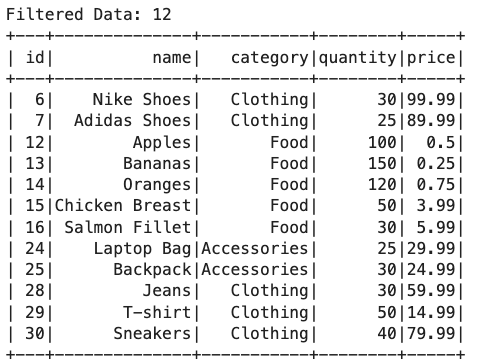 Filtered Data: 12
+---+--------------+-----------+--------+-----+
| id|          name|   category|quantity|price|
+---+--------------+-----------+--------+-----+
|  6|    Nike Shoes|   Clothing|      30|99.99|
|  7|  Adidas Shoes|   Clothing|      25|89.99|
| 12|        Apples|       Food|     100|  0.5|
| 13|       Bananas|       Food|     150| 0.25|
| 14|       Oranges|       Food|     120| 0.75|
| 15|Chicken Breast|       Food|      50| 3.99|
| 16| Salmon Fillet|       Food|      30| 5.99|
| 24|    Laptop Bag|Accessories|      25|29.99|
| 25|      Backpack|Accessories|      30|24.99|
| 28|         Jeans|   Clothing|      30|59.99|
| 29|       T-shirt|   Clothing|      50|14.99|
| 30|      Sneakers|   Clothing|      40|79.99|
+---+--------------+-----------+--------+-----+